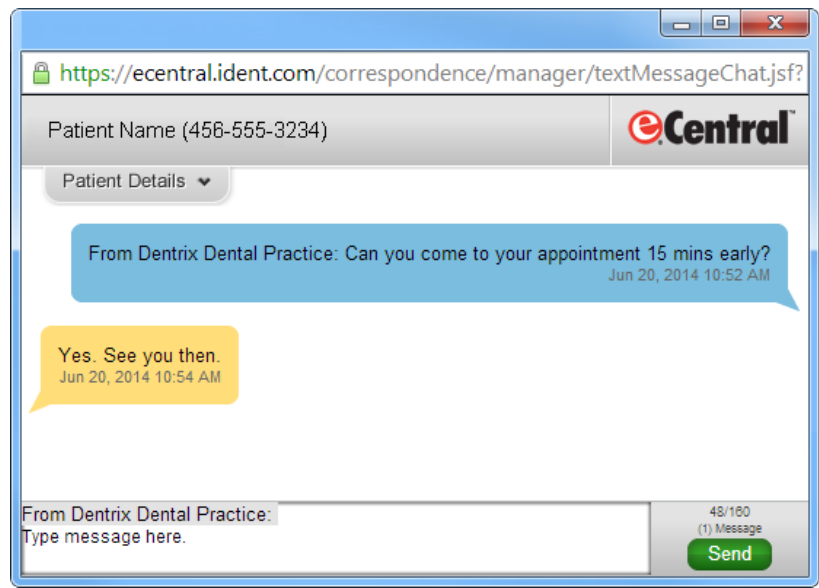 https://ecentral.ident.com/correspondence/manager/textMessageChat.jsf?
Patient Name (456-555-3234)
eCentral™
Patient Details
From Dentrix Dental Practice: Can you come to your appointment 15 mins early?
Jun 20, 2014 10:52 AM
Yes. See you then.
Jun 20, 2014 10:54 AM
From Dentrix Dental Practice:
Type message here.
48/160
(1) Message
Send